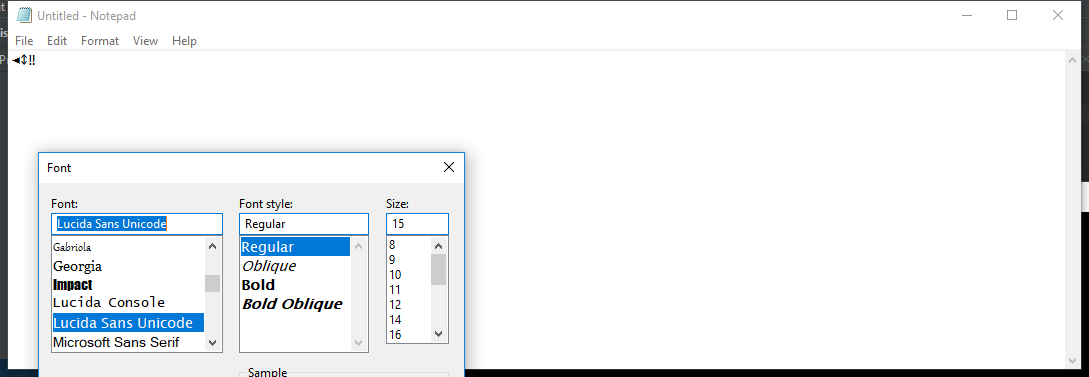 Untitled - Notepad
File Edit Format View Help
◄↕‼
Font
Font: Font style: Size:
Lucida Sans Unicode Regular 15
Gabriola Regular 8
Georgia Oblique 9
Impact Bold 10
Lucida Console Bold Oblique 11
Lucida Sans Unicode 12
Microsoft Sans Serif 14
16
Sample